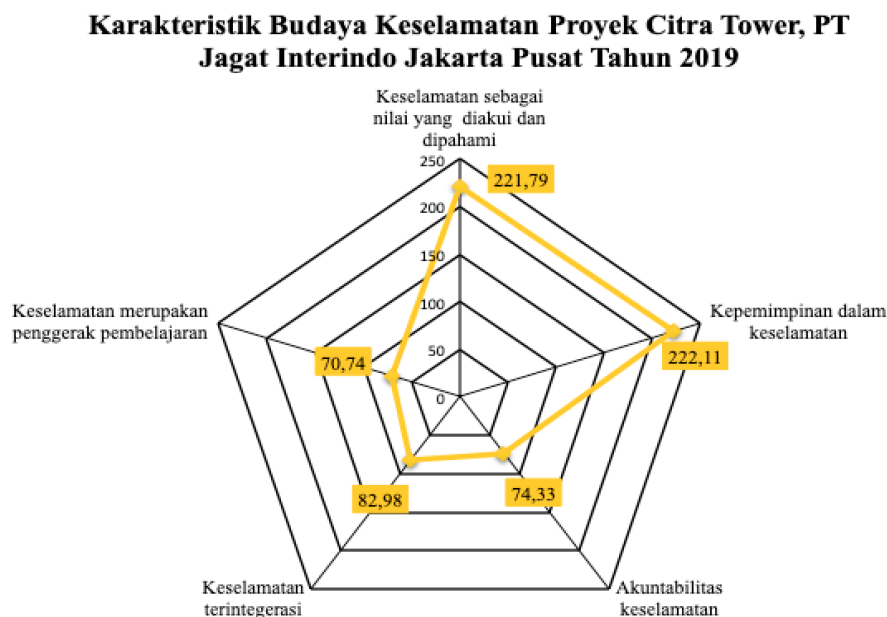 Karakteristik Budaya Keselamatan Proyek Citra Tower, PT
Jagat Interindo Jakarta Pusat Tahun 2019
Keselamatan sebagai
nilai yang diakui dan
dipahami
250
221,79
200
150
100
50
0
Kepemimpinan dalam
keselamatan
222,11
Keselamatan merupakan
penggerak pembelajaran
70,74
82,98
74,33
Keselamatan
terintegerasi
Akuntabilitas
keselamatan